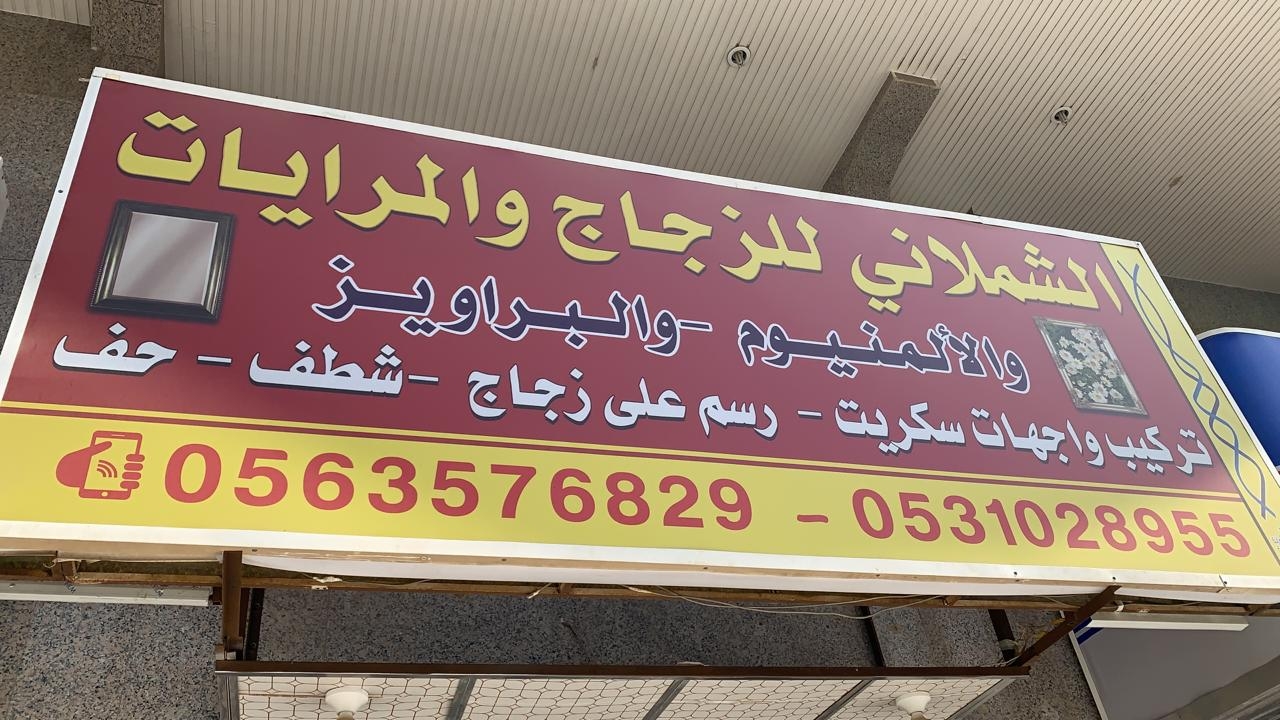 الشملاني للزجاج والمرايات
والألمنيوم - والبراويز
تركيب واجهات سكريت - رسم على زجاج - شطف - حف
0563576829 - 0531028955